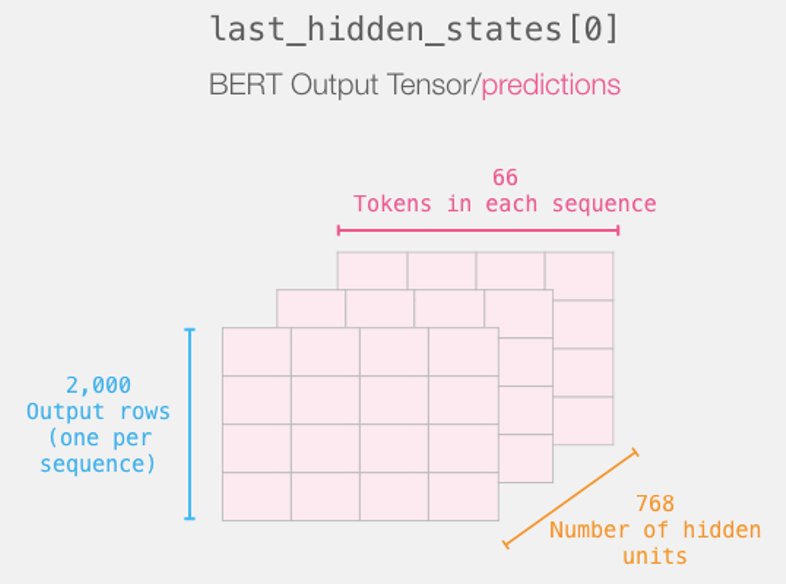 last_hidden_states[0]
BERT Output Tensor/predictions
66
Tokens in each sequence
2,000
Output rows
(one per
sequence)
768
Number of hidden
units